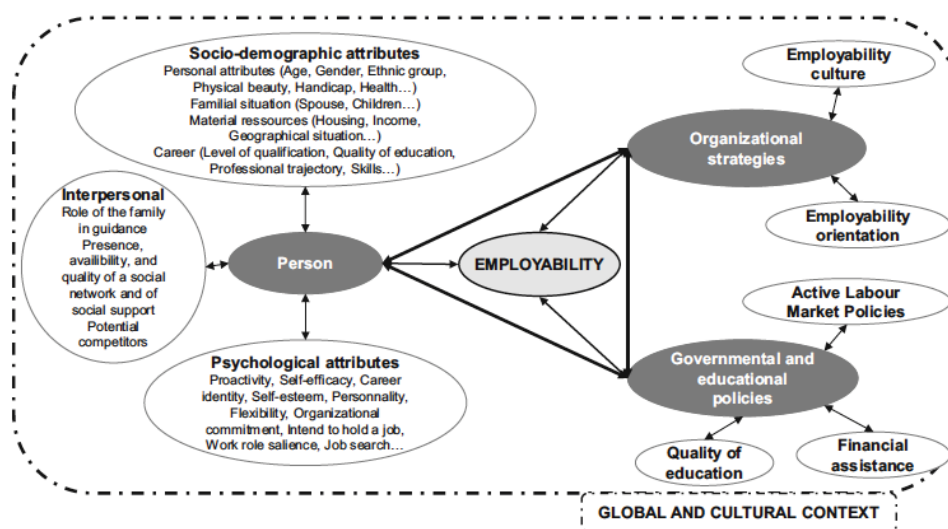 Socio-demographic attributes
Personal attributes (Age, Gender, Ethnic group,
Physical beauty, Handicap, Health...)
Familial situation (Spouse, Children...)
Material ressources (Housing, Income,
Geographical situation...)
Career (Level of qualification, Quality of education,
Professional trajectory, Skills...)
Interpersonal
Role of the family
in guidance
Presence,
availibility, and
quality of a social
network and of
social support
Potential
competitors
Person
Psychological attributes
Proactivity, Self-efficacy, Career
identity, Self-esteem, Personnality,
Flexibility, Organizational
commitment, Intend to hold a job,
Work role salience, Job search...
EMPLOYABILITY
Employability
culture
Organizational
strategies
Employability
orientation
Active Labour
Market Policies
Governmental and
educational
policies
Quality of
education
Financial
assistance
GLOBAL AND CULTURAL CONTEXT